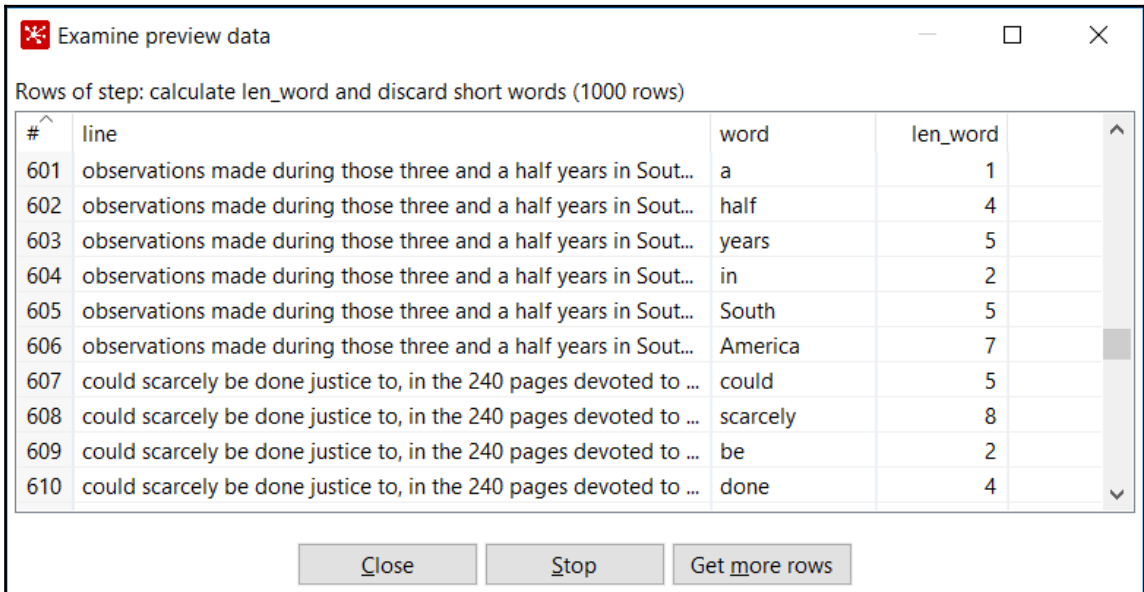 Examine preview data
Rows of step: calculate len_word and discard short words (1000 rows)
# line word len_word
601 observations made during those three and a half years in Sout... a 1
602 observations made during those three and a half years in Sout... half 4
603 observations made during those three and a half years in Sout... years 5
604 observations made during those three and a half years in Sout... in 2
605 observations made during those three and a half years in Sout... South 5
606 observations made during those three and a half years in Sout... America 7
607 could scarcely be done justice to, in the 240 pages devoted to ... could 5
608 could scarcely be done justice to, in the 240 pages devoted to ... scarcely 8
609 could scarcely be done justice to, in the 240 pages devoted to ... be 2
610 could scarcely be done justice to, in the 240 pages devoted to ... done 4
Close Stop Get more rows